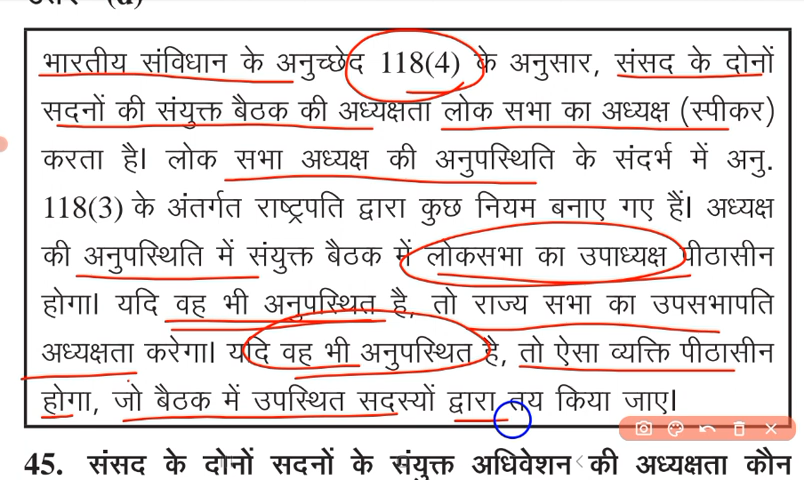 भारतीय संविधान के अनुच्छेद 118(4) के अनुसार, संसद के दोनों
सदनों की संयुक्त बैठक की अध्यक्षता लोक सभा का अध्यक्ष (स्पीकर)
करता है। लोक सभा अध्यक्ष की अनुपस्थिति के संदर्भ में अनु.
118(3) के अंतर्गत राष्ट्रपति द्वारा कुछ नियम बनाए गए हैं। अध्यक्ष
की अनुपस्थिति में संयुक्त बैठक में लोकसभा का उपाध्यक्ष पीठासीन
होगा। यदि वह भी अनुपस्थित है, तो राज्य सभा का उपसभापति
अध्यक्षता करेगा। यदि वह भी अनुपस्थित है, तो ऐसा व्यक्ति पीठासीन
होगा, जो बैठक में उपस्थित सदस्यों द्वारा तय किया जाए।
45. संसद के दोनों सदनों के संयुक्त अधिवेशन की अध्यक्षता कौन